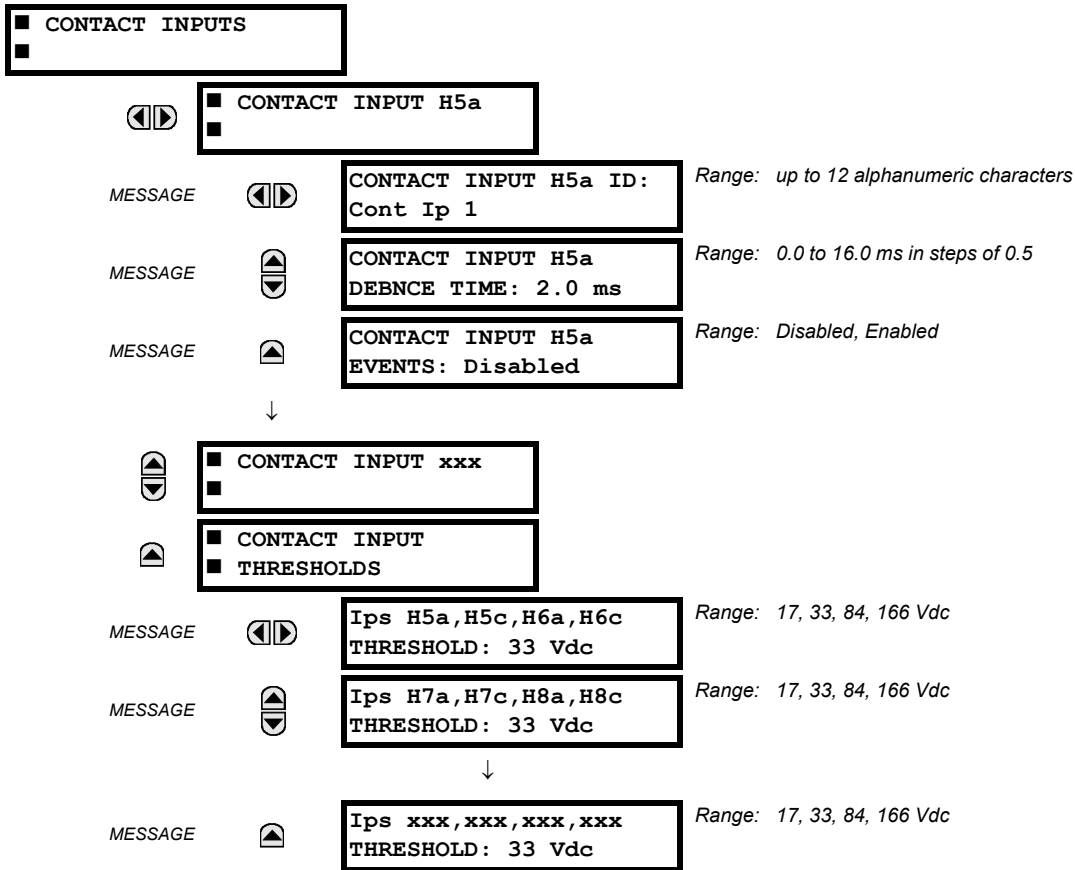 ■ CONTACT INPUTS
■
■ CONTACT INPUT H5a
■
MESSAGE
CONTACT INPUT H5a ID:
Cont Ip 1
Range: up to 12 alphanumeric characters
MESSAGE
CONTACT INPUT H5a
DEBNCE TIME: 2.0 ms
Range: 0.0 to 16.0 ms in steps of 0.5
MESSAGE
CONTACT INPUT H5a
EVENTS: Disabled
Range: Disabled, Enabled
↓
■ CONTACT INPUT xxx
■
■ CONTACT INPUT
■ THRESHOLDS
MESSAGE
Ips H5a,H5c,H6a,H6c
THRESHOLD: 33 Vdc
Range: 17, 33, 84, 166 Vdc
MESSAGE
Ips H7a,H7c,H8a,H8c
THRESHOLD: 33 Vdc
Range: 17, 33, 84, 166 Vdc
↓
MESSAGE
Ips xxx,xxx,xxx,xxx
THRESHOLD: 33 Vdc
Range: 17, 33, 84, 166 Vdc